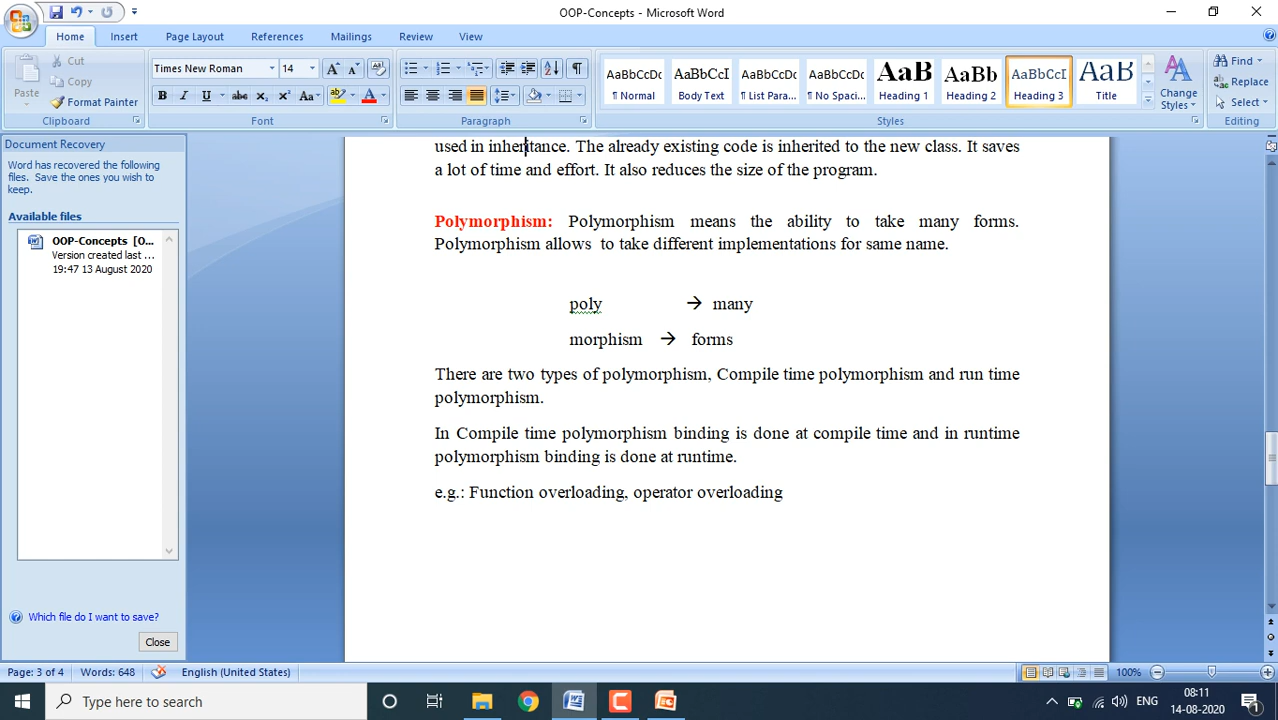 OOP-Concepts - Microsoft Word
Home Insert Page Layout References Mailings Review View
Paste
Cut
Copy
Format Painter
Clipboard
Times New Roman 14
Font
Paragraph
AaBbCcDc AaBbCcI AaBbCcDc AaBbCcDc AaB AaBb AaBbCcI AaB
¶ Normal Body Text ¶ List Para... ¶ No Spaci... Heading 1 Heading 2 Heading 3 Title
Change Styles
Styles
Find
Replace
Select
Editing
Document Recovery
Word has recovered the following
files. Save the ones you wish to
keep.
Available files
OOP-Concepts [O...
Version created last ...
19:47 13 August 2020
Which file do I want to save?
Close
used in inheritance. The already existing code is inherited to the new class. It saves
a lot of time and effort. It also reduces the size of the program.
Polymorphism: Polymorphism means the ability to take many forms.
Polymorphism allows to take different implementations for same name.
poly → many
morphism → forms
There are two types of polymorphism, Compile time polymorphism and run time
polymorphism.
In Compile time polymorphism binding is done at compile time and in runtime
polymorphism binding is done at runtime.
e.g.: Function overloading, operator overloading
Page: 3 of 4 Words: 648 English (United States) 100%
Type here to search
ENG
08:11
14-08-2020